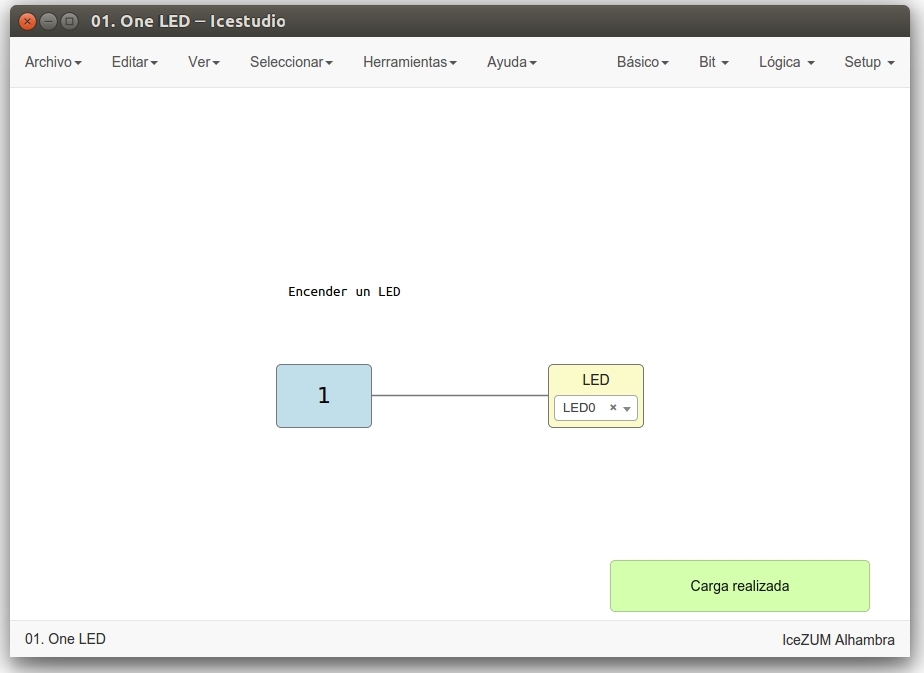 01. One LED – Icestudio
Archivo Editar Ver Seleccionar Herramientas Ayuda Básico Bit Lógica Setup
Encender un LED
1
LED
LED0
Carga realizada
01. One LED
IceZUM Alhambra